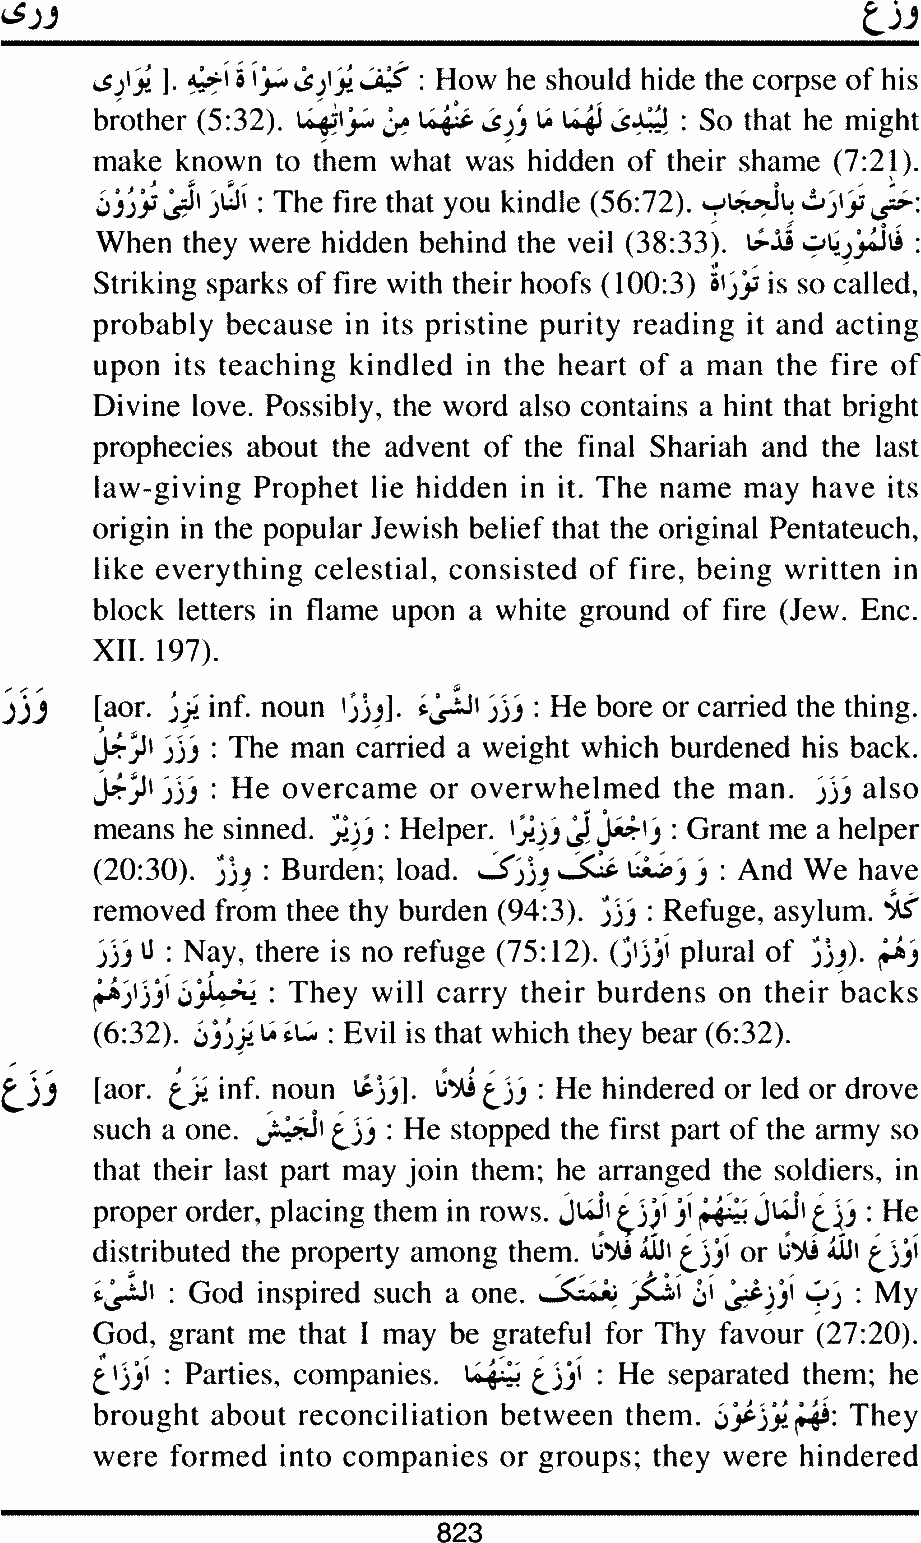 وری وزع
یُوَارِی ]. کَیْفَ یُوَارِیْ سَوْاَۃَ اَخِیْہِ : How he should hide the corpse of his
brother (5:32). لِیُبْدِیَ لَھُمَا مَا وٗرِیَ عَنْھُمَا مِنْ سَوْاٰتِھِمَا : So that he might
make known to them what was hidden of their shame (7:21).
اَلنَّارَ الَّتِیْ تُوْرُوْنَ : The fire that you kindle (56:72). حَتّٰی تَوَارَتْ بِالْحِجَابِ:
When they were hidden behind the veil (38:33). فَالْمُوْرِیَاتِ قَدْحًا :
Striking sparks of fire with their hoofs (100:3) تَوْرَاۃٌ is so called,
probably because in its pristine purity reading it and acting
upon its teaching kindled in the heart of a man the fire of
Divine love. Possibly, the word also contains a hint that bright
prophecies about the advent of the final Shariah and the last
law-giving Prophet lie hidden in it. The name may have its
origin in the popular Jewish belief that the original Pentateuch,
like everything celestial, consisted of fire, being written in
block letters in flame upon a white ground of fire (Jew. Enc.
XII. 197).
وَزَرَ [aor. یَزِرُ inf. noun وِزْرًا]. وَزَرَ الشَّیْءَ : He bore or carried the thing.
وَزَرَ الرَّجُلُ : The man carried a weight which burdened his back.
وَزَرَ الرَّجُلَ : He overcame or overwhelmed the man. وَزَرَ also
means he sinned. وَزِیْرٌ : Helper. وَاجْعَلْ لِّیْ وَزِیْرًا : Grant me a helper
(20:30). وِزْرٌ : Burden; load. وَ وَضَعْنَا عَنْکَ وِزْرَکَ : And We have
removed from thee thy burden (94:3). وَزَرٌ : Refuge, asylum. کَلَّا
لَا وَزَرَ : Nay, there is no refuge (75:12). (اَوْزَارٌ plural of وِزْرٌ). وَھُمْ
یَحْمِلُوْنَ اَوْزَارَھُمْ : They will carry their burdens on their backs
(6:32). سَاءَ مَا یَزِرُوْنَ : Evil is that which they bear (6:32).
وَزَعَ [aor. یَزَعُ inf. noun وَزْعًا]. وَزَعَ فُلَانًا : He hindered or led or drove
such a one. وَزَعَ الْجَیْشَ : He stopped the first part of the army so
that their last part may join them; he arranged the soldiers, in
proper order, placing them in rows. وَزَعَ الْمَالَ بَیْنَھُمْ اَوْ اَوْزَعَ الْمَالَ : He
distributed the property among them. اَوْزَعَ اللّٰہُ فُلَانًا or اَوْزَعَ اللّٰہُ فُلَانًا
الشَّیْءَ : God inspired such a one. رَبِّ اَوْزِعْنِیْ اَنْ اَشْکُرَ نِعْمَتَکَ : My
God, grant me that I may be grateful for Thy favour (27:20).
اَوْزَاعٌ : Parties, companies. اَوْزَعَ بَیْنَھُمَا : He separated them; he
brought about reconciliation between them. فَھُمْ یُوْزَعُوْنَ: They
were formed into companies or groups; they were hindered
823